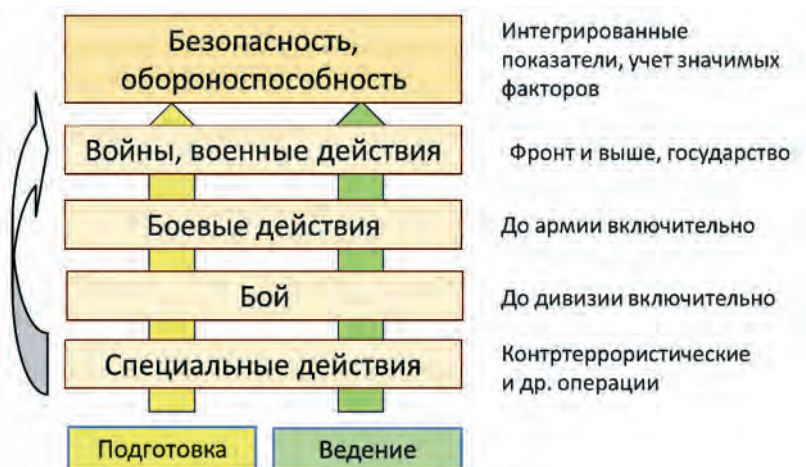 Безопасность,
обороноспособность
Интегрированные
показатели, учет значимых
факторов
Войны, военные действия
Фронт и выше, государство
Боевые действия
До армии включительно
Бой
До дивизии включительно
Специальные действия
Контртеррористические
и др. операции
Подготовка
Ведение